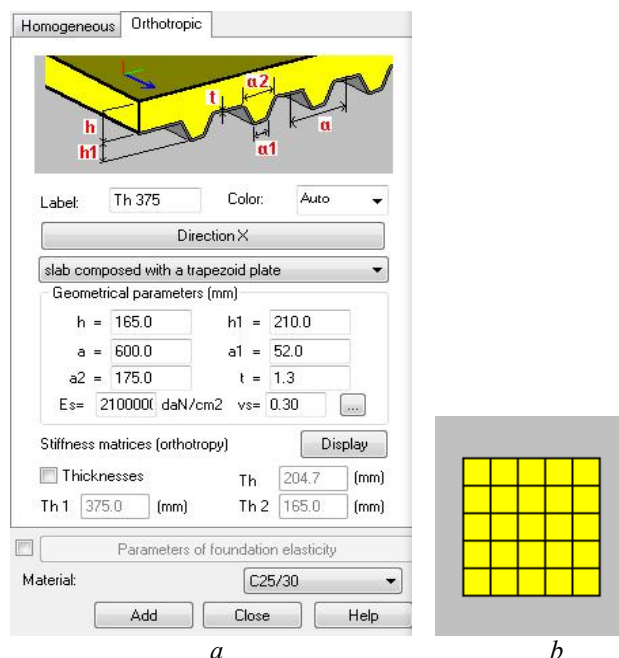 Homogeneous Orthotropic
α2
t
h
α
h1
α1
Label: Th 375 Color: Auto
Direction X
slab composed with a trapezoid plate
Geometrical parameters (mm)
h = 165.0 h1 = 210.0
a = 600.0 a1 = 52.0
a2 = 175.0 t = 1.3
Es= 2100000 daN/cm2 vs= 0.30 ...
Stiffness matrices (orthotropy) Display
Thicknesses Th 204.7 (mm)
Th 1 375.0 (mm) Th 2 165.0 (mm)
Parameters of foundation elasticity
Material: C25/30
Add Close Help
a b